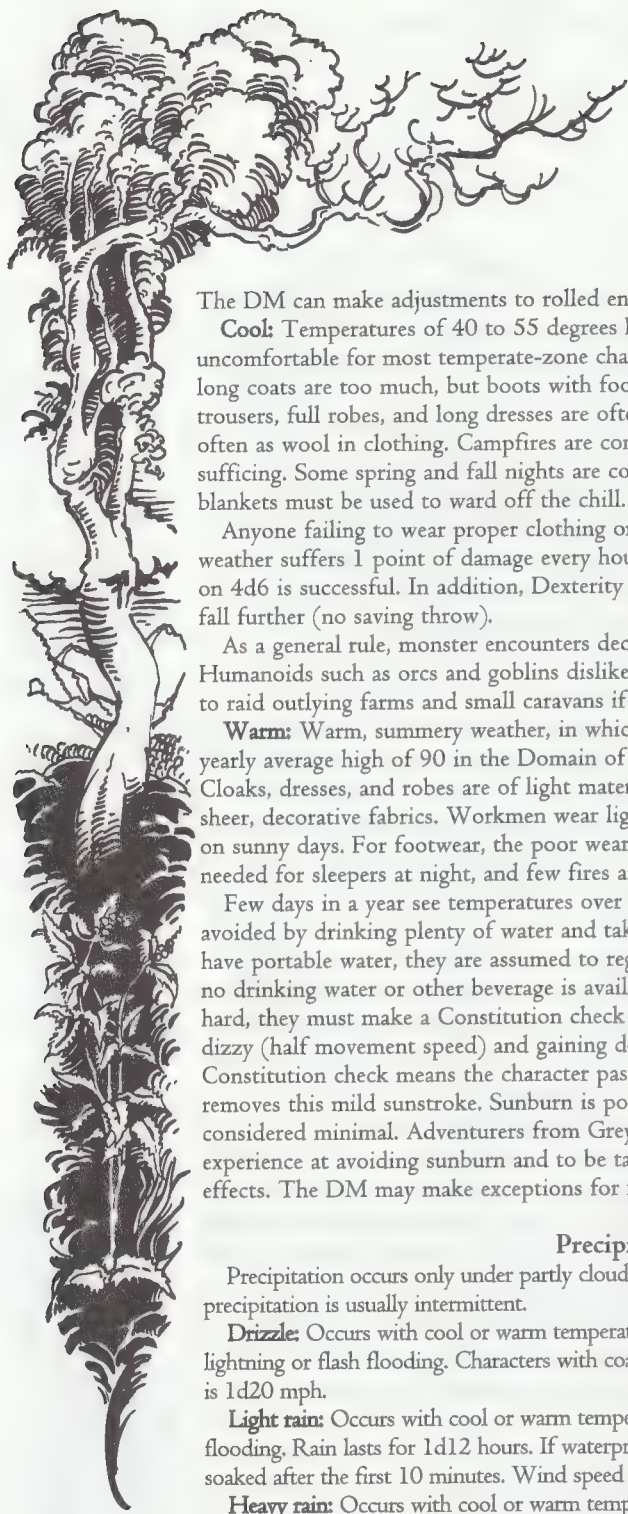 The DM can make adjustments to rolled en
Cool: Temperatures of 40 to 55 degrees
uncomfortable for most temperate-zone cha
long coats are too much, but boots with foo
trousers, full robes, and long dresses are ofte
often as wool in clothing. Campfires are con
sufficing. Some spring and fall nights are co
blankets must be used to ward off the chill.
Anyone failing to wear proper clothing or
weather suffers 1 point of damage every hou
on 4d6 is successful. In addition, Dexterity
fall further (no saving throw).
As a general rule, monster encounters dec
Humanoids such as orcs and goblins dislike
to raid outlying farms and small caravans if
Warm: Warm, summery weather, in whic
yearly average high of 90 in the Domain of
Cloaks, dresses, and robes are of light mater
sheer, decorative fabrics. Workmen wear lig
on sunny days. For footwear, the poor wear
needed for sleepers at night, and few fires a
Few days in a year see temperatures over
avoided by drinking plenty of water and tak
have portable water, they are assumed to reg
no drinking water or other beverage is avail
hard, they must make a Constitution check
dizzy (half movement speed) and gaining d
Constitution check means the character pas
removes this mild sunstroke. Sunburn is po
considered minimal. Adventurers from Grey
experience at avoiding sunburn and to be ta
effects. The DM may make exceptions for
Precip
Precipitation occurs only under partly cloud
precipitation is usually intermittent.
Drizzle: Occurs with cool or warm temperat
lightning or flash flooding. Characters with coa
is 1d20 mph.
Light rain: Occurs with cool or warm tempe
flooding. Rain lasts for 1d12 hours. If waterpr
soaked after the first 10 minutes. Wind speed
Heavy rain: Occurs with cool or warm temp